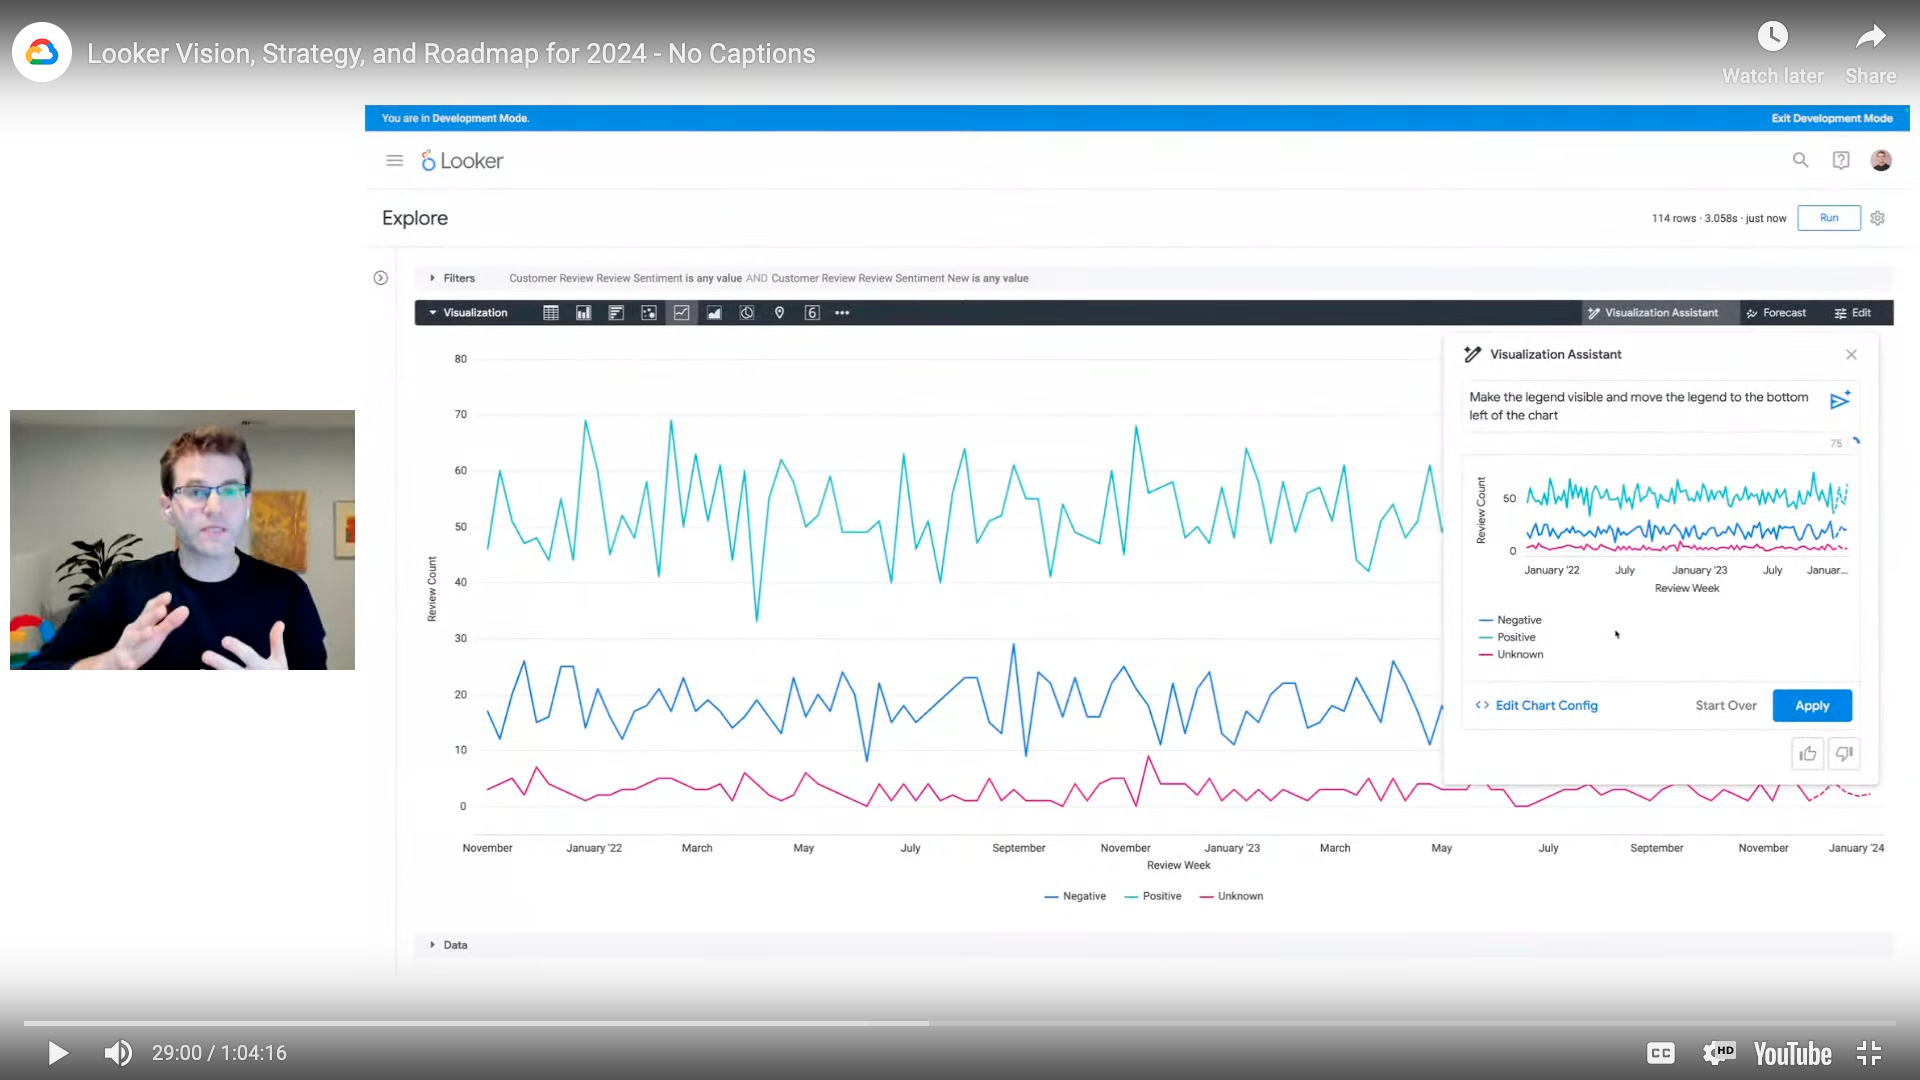 Looker Vision, Strategy, and Roadmap for 2024 - No Captions
Watch later
Share
You are in Development Mode.
Exit Development Mode
Looker
Explore
114 rows · 3.058s · just now
Run
Filters
Customer Review Review Sentiment is any value AND Customer Review Review Sentiment New is any value
Visualization
6
Visualization Assistant
Forecast
Edit
80
70
60
50
40
30
20
10
0
Review Count
November
January '22
March
May
July
September
November
January '23
March
May
July
September
November
January '24
Review Week
Negative
Positive
Unknown
Visualization Assistant
Make the legend visible and move the legend to the bottom
left of the chart
75
Review Count
50
0
January '22
July
January '23
July
Januar...
Review Week
Negative
Positive
Unknown
<> Edit Chart Config
Start Over
Apply
Data
29:00 / 1:04:16
CC
HD
YouTube